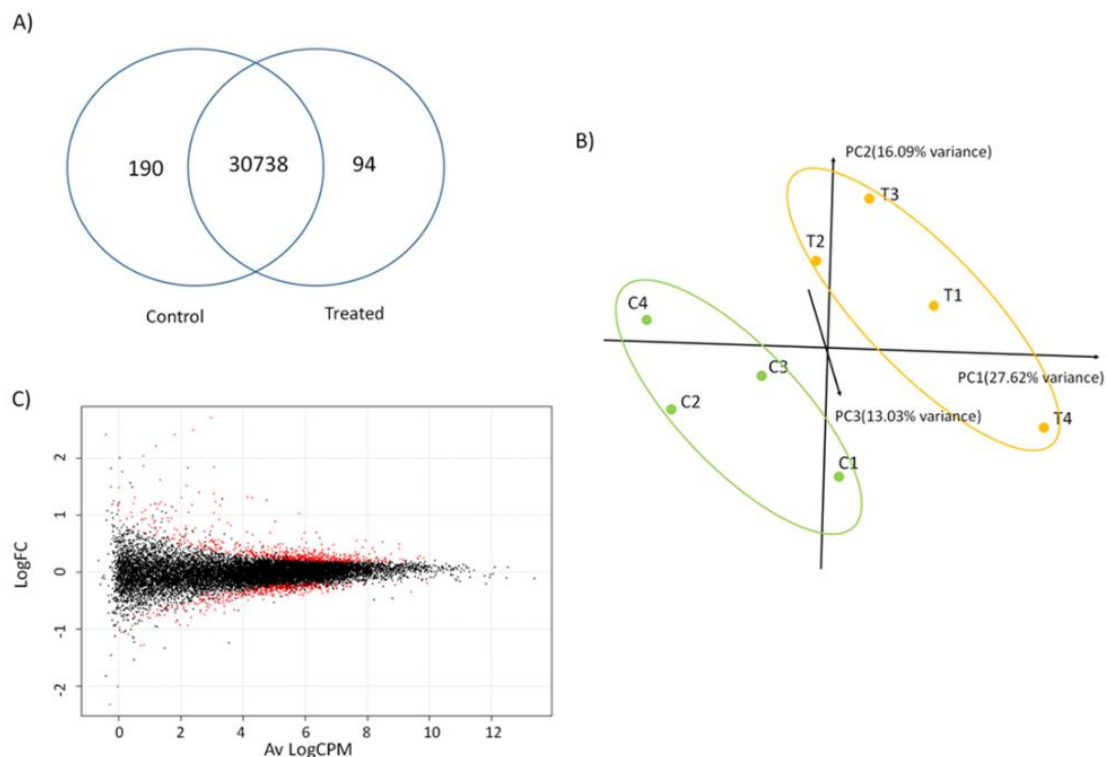 A)
190
30738
94
Control
Treated
B)
PC2(16.09% variance)
T3
T2
T1
C4
C3
PC1(27.62% variance)
C2
PC3(13.03% variance)
T4
C1
C)
LogFC
2
1
0
-1
-2
0 2 4 6 8 10 12
Av LogCPM